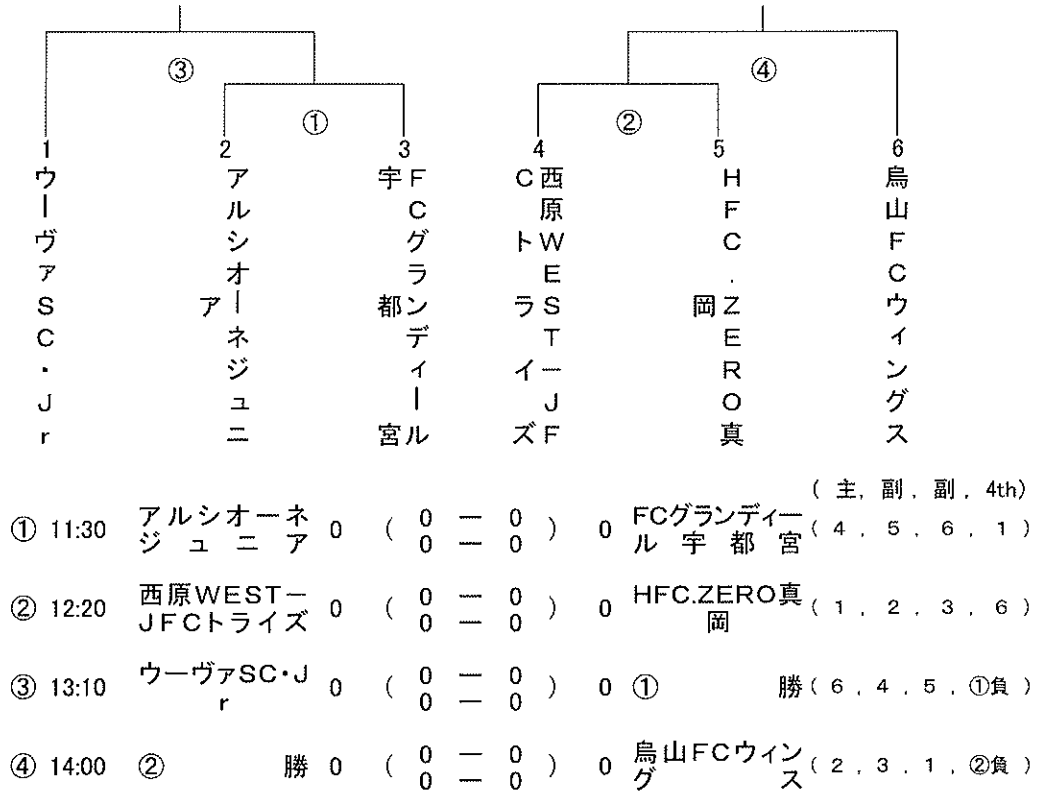 ③ ④
① ②
1 2 3 4 5 6
ウーヴァSC・Jr
アルシオーネジュニア
FCグランディール宇都宮
西原WESTーJFCトライズ
HFC.ZERO真岡
烏山FCウィングス
( 主, 副, 副, 4th)
① 11:30 アルシオーネジュニア 0 ( 0 ー 0 0 ー 0 ) 0 FCグランディール宇都宮 ( 4 , 5 , 6 , 1 )
② 12:20 西原WESTーJFCトライズ 0 ( 0 ー 0 0 ー 0 ) 0 HFC.ZERO真岡 ( 1 , 2 , 3 , 6 )
③ 13:10 ウーヴァSC・Jr 0 ( 0 ー 0 0 ー 0 ) 0 ① 勝 ( 6 , 4 , 5 , ①負 )
④ 14:00 ② 勝 0 ( 0 ー 0 0 ー 0 ) 0 烏山FCウィングス ( 2 , 3 , 1 , ②負 )